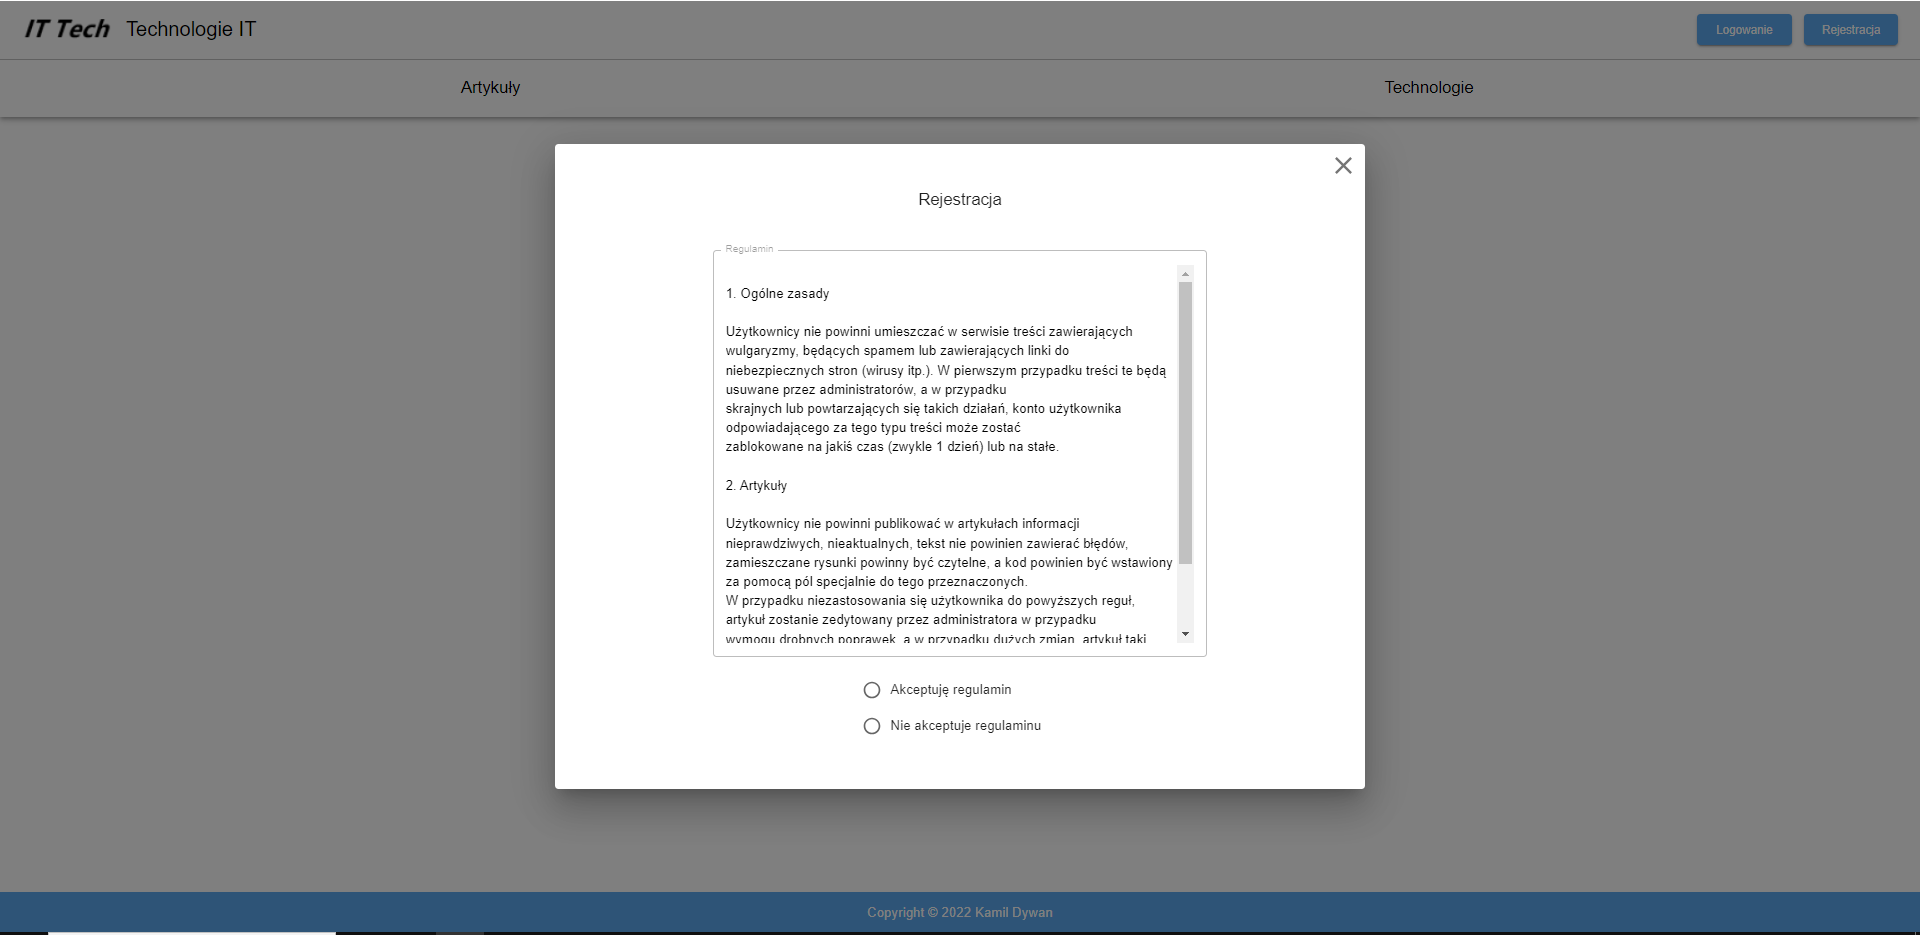 IT Tech Technologie IT Logowanie Rejestracja
Artykuły Technologie
Rejestracja
Regulamin
1. Ogólne zasady
Użytkownicy nie powinni umieszczać w serwisie treści zawierających
wulgaryzmy, będących spamem lub zawierających linki do
niebezpiecznych stron (wirusy itp.). W pierwszym przypadku treści te będą
usuwane przez administratorów, a w przypadku
skrajnych lub powtarzających się takich działań, konto użytkownika
odpowiadającego za tego typu treści może zostać
zablokowane na jakiś czas (zwykle 1 dzień) lub na stałe.
2. Artykuły
Użytkownicy nie powinni publikować w artykułach informacji
nieprawdziwych, nieaktualnych, tekst nie powinien zawierać błędów,
zamieszczane rysunki powinny być czytelne, a kod powinien być wstawiony
za pomocą pól specjalnie do tego przeznaczonych.
W przypadku niezastosowania się użytkownika do powyższych reguł,
artykuł zostanie zedytowany przez administratora w przypadku
wymogu drobnych poprawek, a w przypadku dużych zmian, artykuł taki
Akceptuję regulamin
Nie akceptuje regulaminu
Copyright © 2022 Kamil Dywan